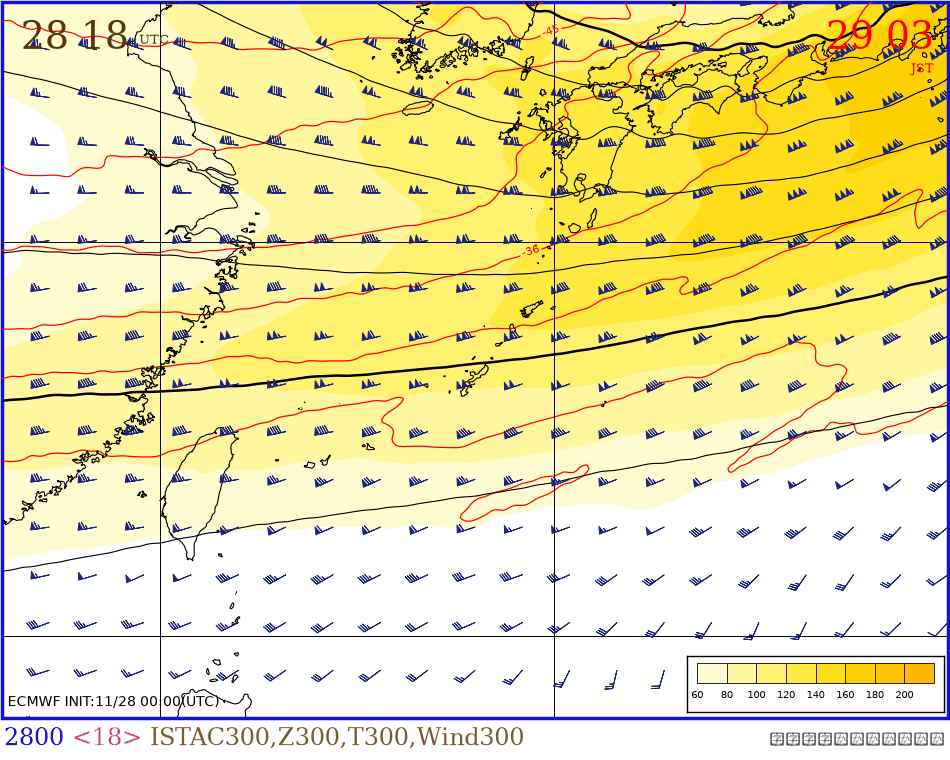 28 18 UTC
29 03
JST
-45
-36
60 80 100 120 140 160 180 200
ECMWF INIT:11/28 00:00(UTC)
2800 <18> ISTAC300,Z300,T300,Wind300